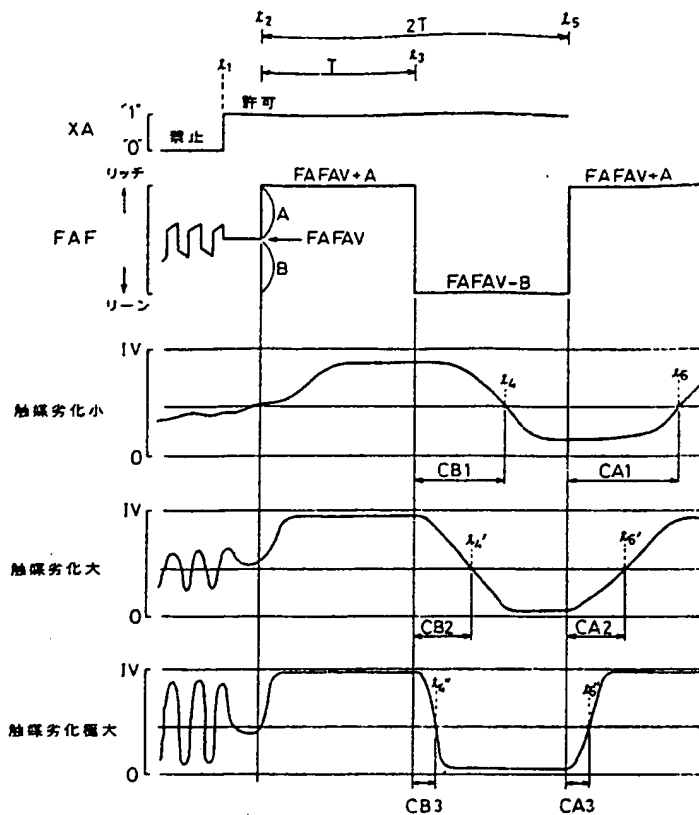 t₂ 2T t₅
t₁ T t₃
XA "1" 許可
"0" 禁止
リッチ FAFAV+A FAFAV+A
A
FAF FAFAV
B
リーン FAFAV-B
1V
触媒劣化小 t₄ t₆
0 CB1 CA1
1V
触媒劣化大 t₄' t₆'
0 CB2 CA2
1V
触媒劣化極大 t₄" t₆"
0
CB3 CA3